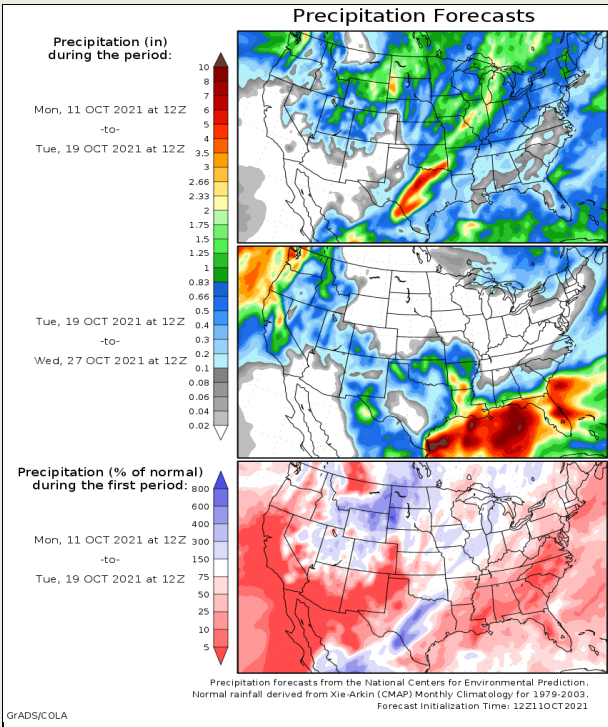 Precipitation Forecasts
Precipitation (in)
during the period:
Mon, 11 OCT 2021 at 12Z
-to-
Tue, 19 OCT 2021 at 12Z
10
8
7
6
5
4
3.5
3
2.66
2.33
2
1.75
1.5
1.25
1
0.83
0.66
0.5
0.4
0.3
0.2
0.1
0.08
0.06
0.04
0.02
Tue, 19 OCT 2021 at 12Z
-to-
Wed, 27 OCT 2021 at 12Z
Precipitation (% of normal)
during the first period:
Mon, 11 OCT 2021 at 12Z
-to-
Tue, 19 OCT 2021 at 12Z
800
600
400
300
150
75
50
25
10
5
Precipitation forecasts from the National Centers for Environmental Prediction.
Normal rainfall derived from Xie-Arkin (CMAP) Monthly Climatology for 1979-2003.
Forecast Initialization Time: 12Z11OCT2021
GrADS/COLA